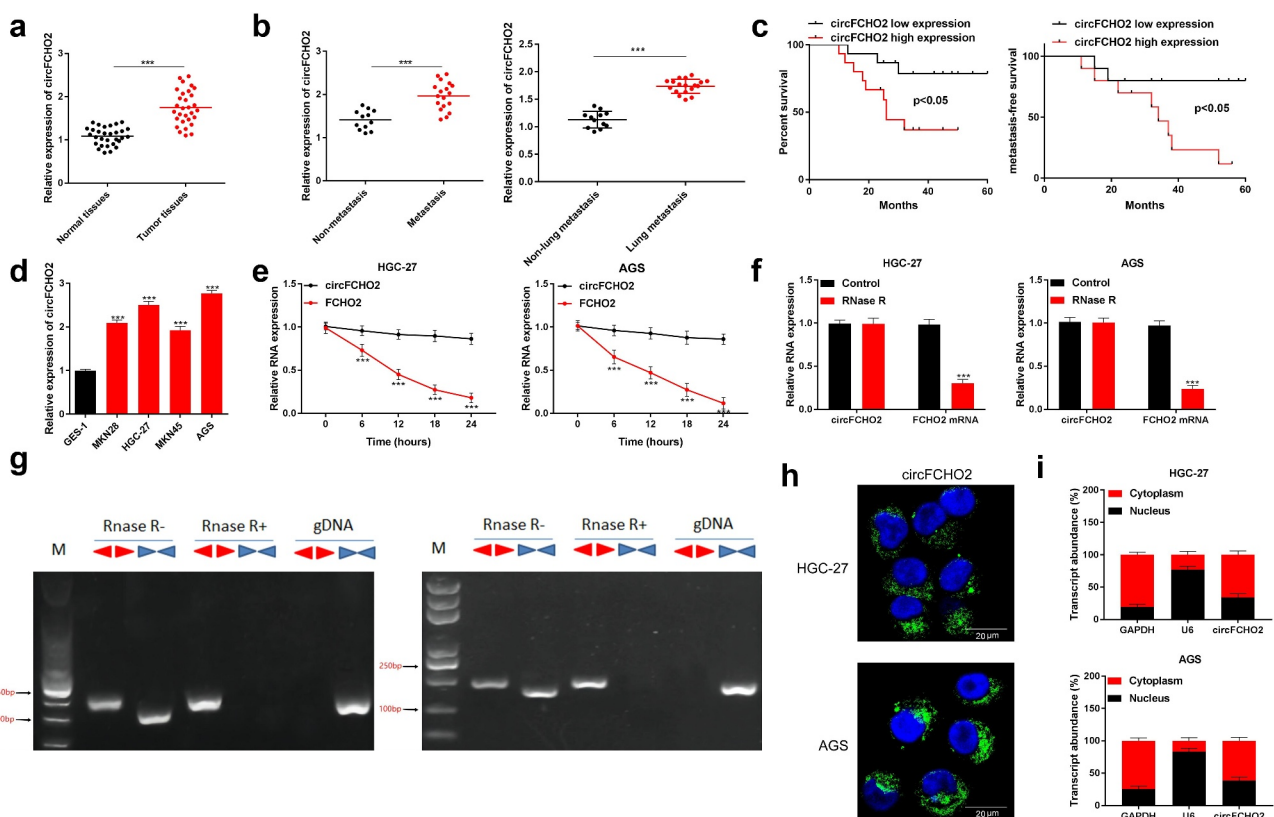 a
Relative expression of circFCHO2
3
2
1
0
***
Normal tissues
Tumor tissues
b
Relative expression of circFCHO2
3
2
1
0
***
Non-metastasis
Metastasis
Relative expression of circFCHO2
2.5
2.0
1.5
1.0
0.5
0.0
***
Non-lung metastasis
Lung metastasis
c
circFCHO2 low expression
circFCHO2 high expression
Percent survival
100
50
0
p<0.05
0 20 40 60
Months
circFCHO2 low expression
circFCHO2 high expression
metastasis-free survival
100
50
0
p<0.05
0 20 40 60
Months
d
Relative expression of circFCHO2
3
2
1
0
*** *** *** ***
GES-1 MKN28 HGC-27 MKN45 AGS
e
HGC-27
circFCHO2
FCHO2
Relative RNA expression
1.5
1.0
0.5
0.0
*** *** *** ***
0 6 12 18 24
Time (hours)
AGS
circFCHO2
FCHO2
Relative RNA expression
1.5
1.0
0.5
0.0
*** *** *** ***
0 6 12 18 24
Time (hours)
f
HGC-27
Control
RNase R
Relative RNA expression
1.5
1.0
0.5
0.0
***
circFCHO2 FCHO2 mRNA
AGS
Control
RNase R
Relative RNA expression
1.5
1.0
0.5
0.0
***
circFCHO2 FCHO2 mRNA
g
M Rnase R- Rnase R+ gDNA
50bp
00bp
M Rnase R- Rnase R+ gDNA
250bp
100bp
h
circFCHO2
HGC-27
20μm
AGS
20μm
i
HGC-27
Cytoplasm
Nucleus
Transcript abundance (%)
200
150
100
50
0
GAPDH U6 circFCHO2
AGS
Cytoplasm
Nucleus
Transcript abundance (%)
200
150
100
50
0
GAPDH U6 circFCHO2